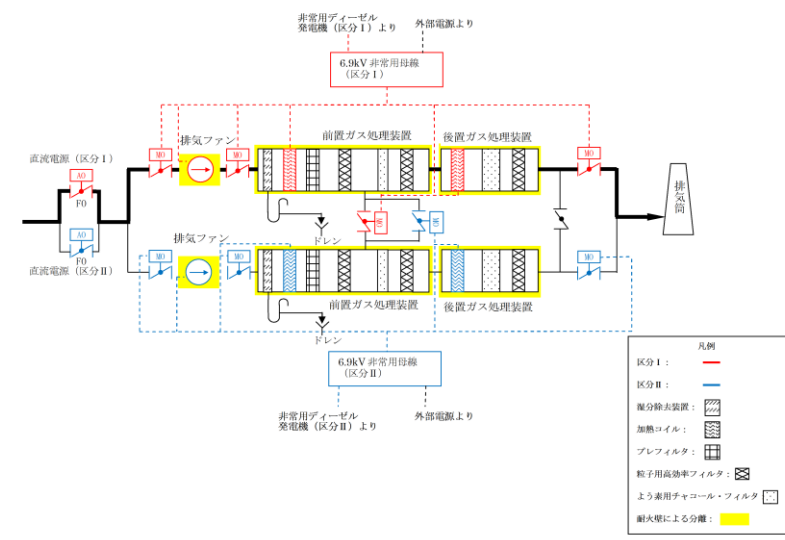 非常用ディーゼル
発電機（区分Ⅰ）より
外部電源より
6.9kV 非常用母線
（区分Ⅰ）
排気ファン
前置ガス処理装置
後置ガス処理装置
直流電源（区分Ⅰ）
MO
MO
MO
AO
FO
排気筒
MO
MO
ドレン
AO
FO
直流電源（区分Ⅱ）
排気ファン
MO
MO
MO
前置ガス処理装置
後置ガス処理装置
ドレン
6.9kV 非常用母線
（区分Ⅱ）
非常用ディーゼル
発電機（区分Ⅱ）より
外部電源より
凡例
区分Ⅰ：
区分Ⅱ：
湿分除去装置：
加熱コイル：
プレフィルタ：
粒子用高効率フィルタ：
よう素用チャコール・フィルタ
耐火壁による分離：